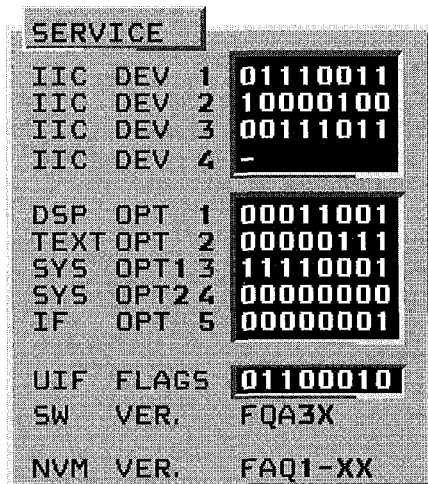 SERVICE
IIC DEV 1 01110011
IIC DEV 2 10000100
IIC DEV 3 00111011
IIC DEV 4 -
DSP OPT 1 00011001
TEXT OPT 2 00000111
SYS OPT1 3 11110001
SYS OPT2 4 00000000
IF OPT 5 00000001
UIF FLAGS 01100010
SW VER. FQA3X
NVM VER. FAQ1-XX